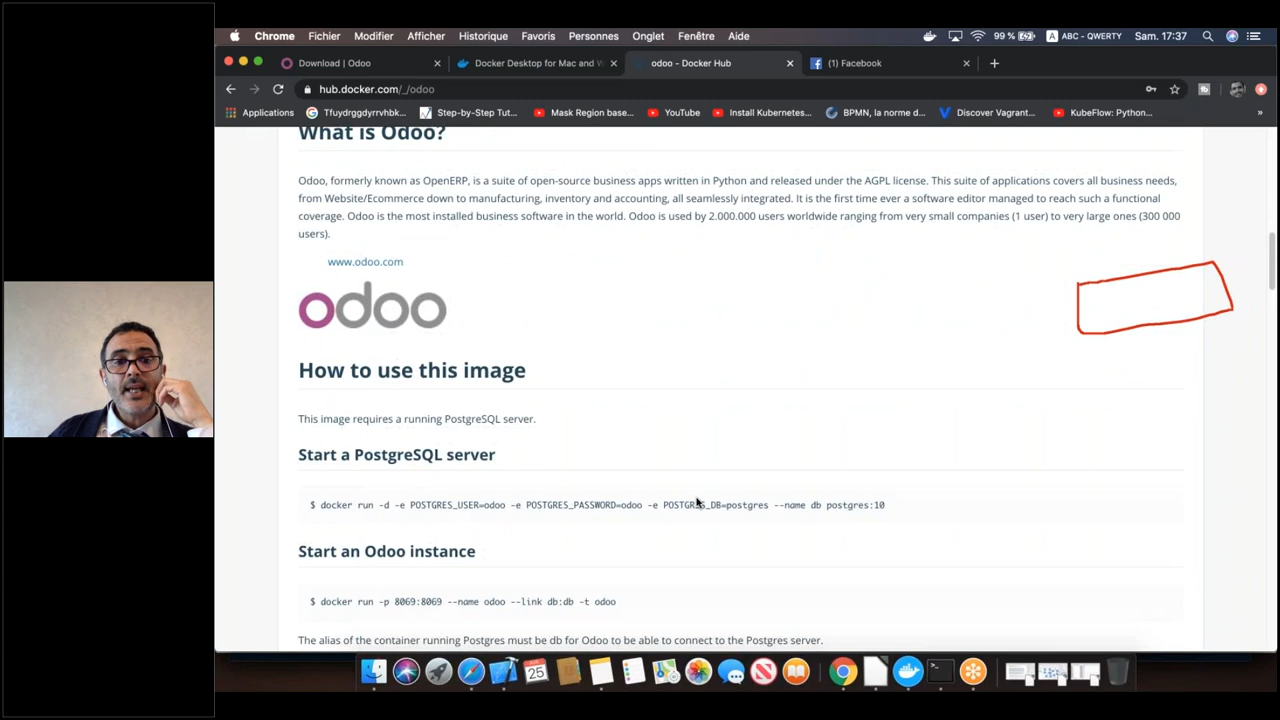 Chrome Fichier Modifier Afficher Historique Favoris Personnes Onglet Fenêtre Aide 99 % A ABC - QWERTY Sam. 17:37
Download | Odoo Docker Desktop for Mac and W odoo - Docker Hub (1) Facebook
hub.docker.com/_/odoo
Applications Tfuydrggdyrrvhbk... Step-by-Step Tut... Mask Region base... YouTube Install Kubernetes... BPMN, la norme d... Discover Vagrant... KubeFlow: Python... »
What is Odoo?
Odoo, formerly known as OpenERP, is a suite of open-source business apps written in Python and released under the AGPL license. This suite of applications covers all business needs,
from Website/Ecommerce down to manufacturing, inventory and accounting, all seamlessly integrated. It is the first time ever a software editor managed to reach such a functional
coverage. Odoo is the most installed business software in the world. Odoo is used by 2.000.000 users worldwide ranging from very small companies (1 user) to very large ones (300 000
users).
www.odoo.com
odoo
How to use this image
This image requires a running PostgreSQL server.
Start a PostgreSQL server
$ docker run -d -e POSTGRES_USER=odoo -e POSTGRES_PASSWORD=odoo -e POSTGRES_DB=postgres --name db postgres:10
Start an Odoo instance
$ docker run -p 8069:8069 --name odoo --link db:db -t odoo
The alias of the container running Postgres must be db for Odoo to be able to connect to the Postgres server.
25